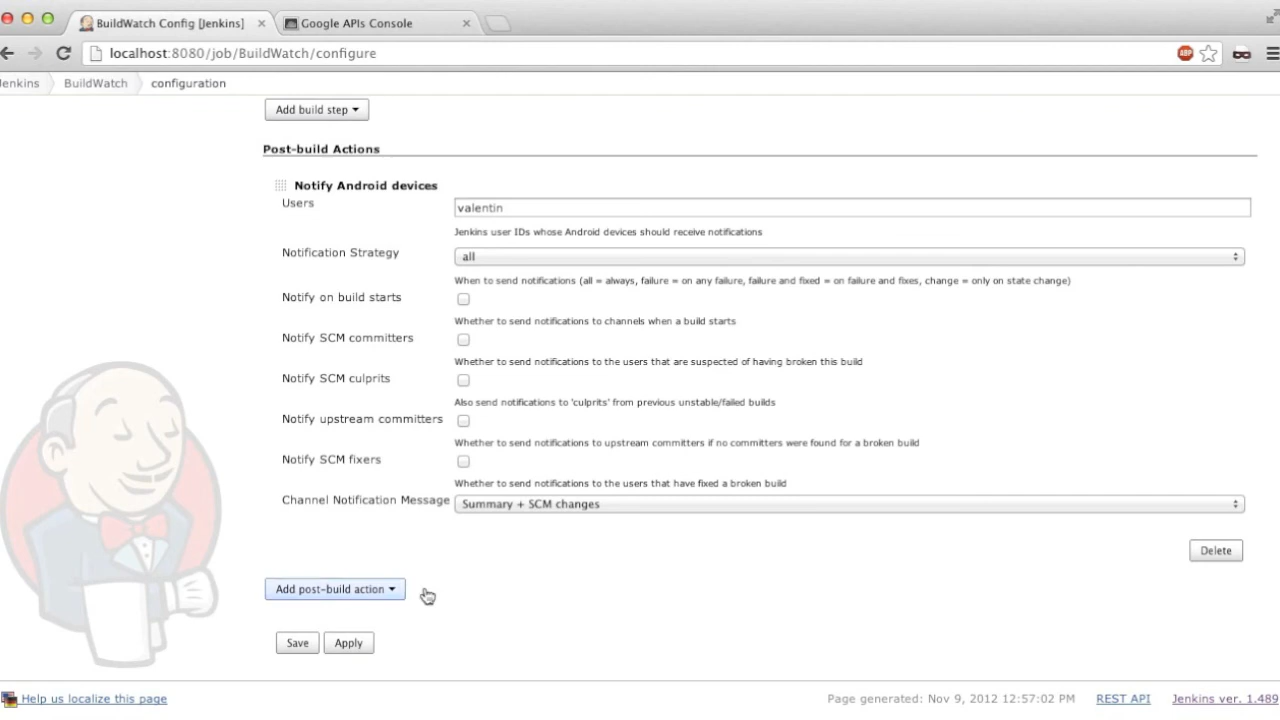 BuildWatch Config [Jenkins]
Google APIs Console
localhost:8080/job/BuildWatch/configure
ABP
Jenkins
BuildWatch
configuration
Add build step
Post-build Actions
Notify Android devices
Users
valentin
Jenkins user IDs whose Android devices should receive notifications
Notification Strategy
all
When to send notifications (all = always, failure = on any failure, failure and fixed = on failure and fixes, change = only on state change)
Notify on build starts
Whether to send notifications to channels when a build starts
Notify SCM committers
Whether to send notifications to the users that are suspected of having broken this build
Notify SCM culprits
Also send notifications to 'culprits' from previous unstable/failed builds
Notify upstream committers
Whether to send notifications to upstream committers if no committers were found for a broken build
Notify SCM fixers
Whether to send notifications to the users that have fixed a broken build
Channel Notification Message
Summary + SCM changes
Delete
Add post-build action
Save
Apply
Help us localize this page
Page generated: Nov 9, 2012 12:57:02 PM
REST API
Jenkins ver. 1.489